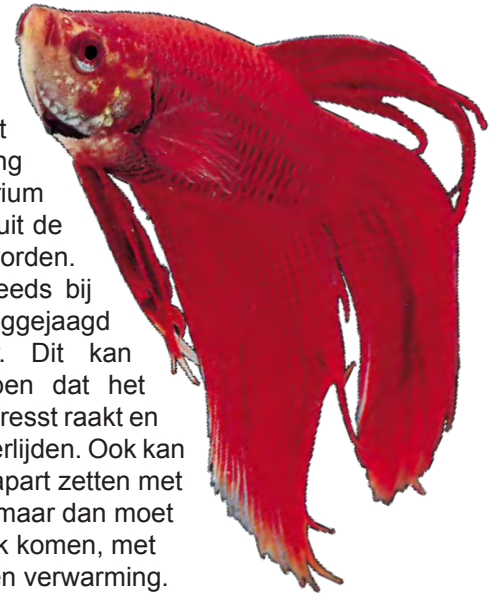 t
ng
rium
uit de
orden.
eeds bij
ggejaagd
. Dit kan
en dat het
resst raakt en
erlijden. Ook kan
apart zetten met
maar dan moet
k komen, met
en verwarming.